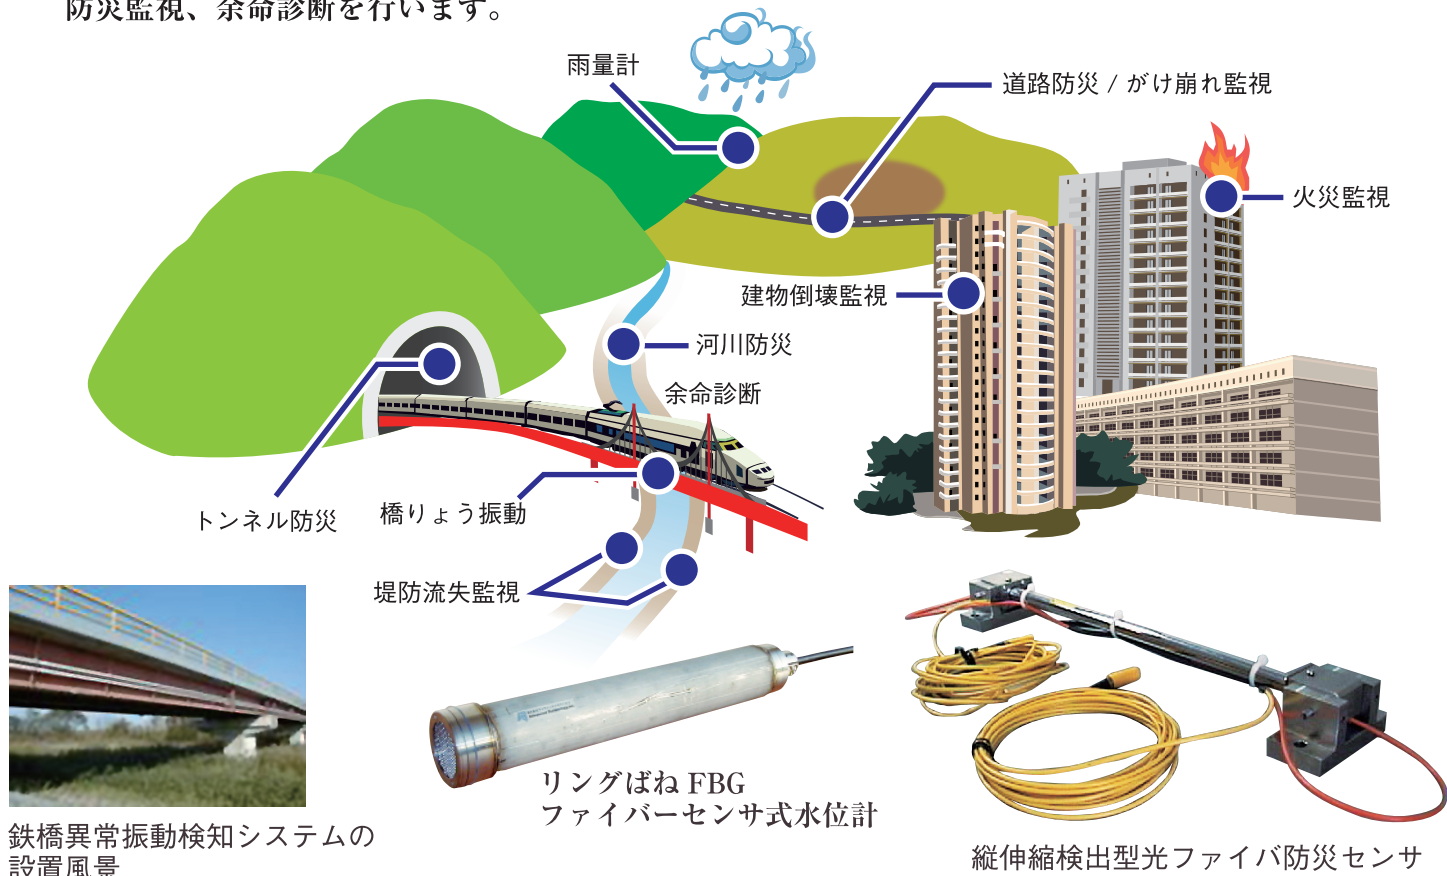 防災監視、余命診断を行います。
雨量計
道路防災 / がけ崩れ監視
火災監視
建物倒壊監視
河川防災
余命診断
トンネル防災
橋りょう振動
堤防流失監視
リングばね FBG
ファイバーセンサ式水位計
鉄橋異常振動検知システムの
設置風景
縦伸縮検出型光ファイバ防災センサ